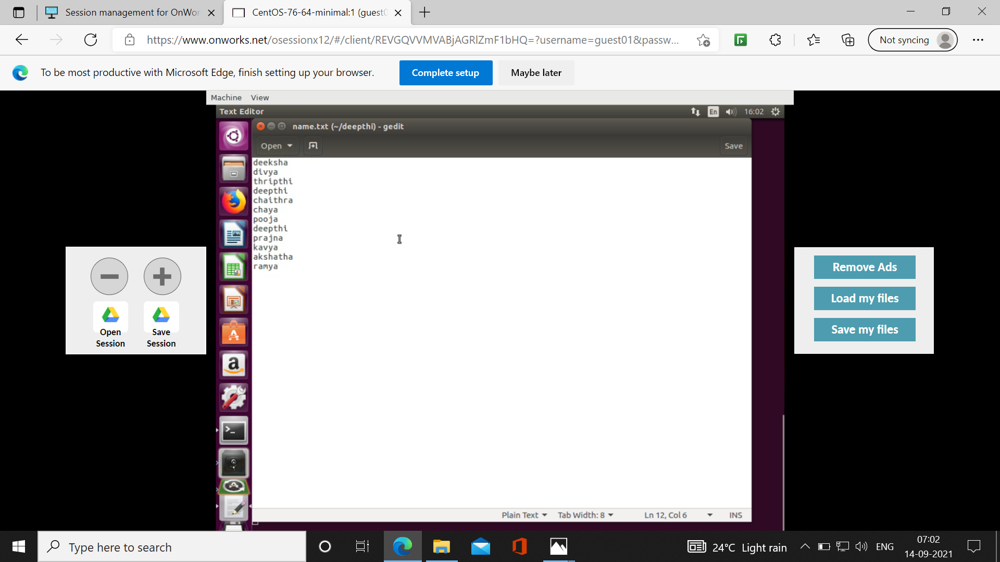 Session management for OnWor
CentOS-76-64-minimal:1 (guest0
https://www.onworks.net/osessionx12/#/client/REVGQVVMVABjAGRlZmF1bHQ=?username=guest01&passw...
Not syncing
To be most productive with Microsoft Edge, finish setting up your browser.
Complete setup
Maybe later
Machine View
Text Editor
En
16:02
name.txt (~/deepthi) - gedit
Open
Save
deeksha
divya
thripthi
deepthi
chaithra
chaya
pooja
deepthi
prajna
kavya
akshatha
ramya
Open Session
Save Session
Remove Ads
Load my files
Save my files
Plain Text
Tab Width: 8
Ln 12, Col 6
INS
Type here to search
24°C Light rain
ENG
07:02
14-09-2021